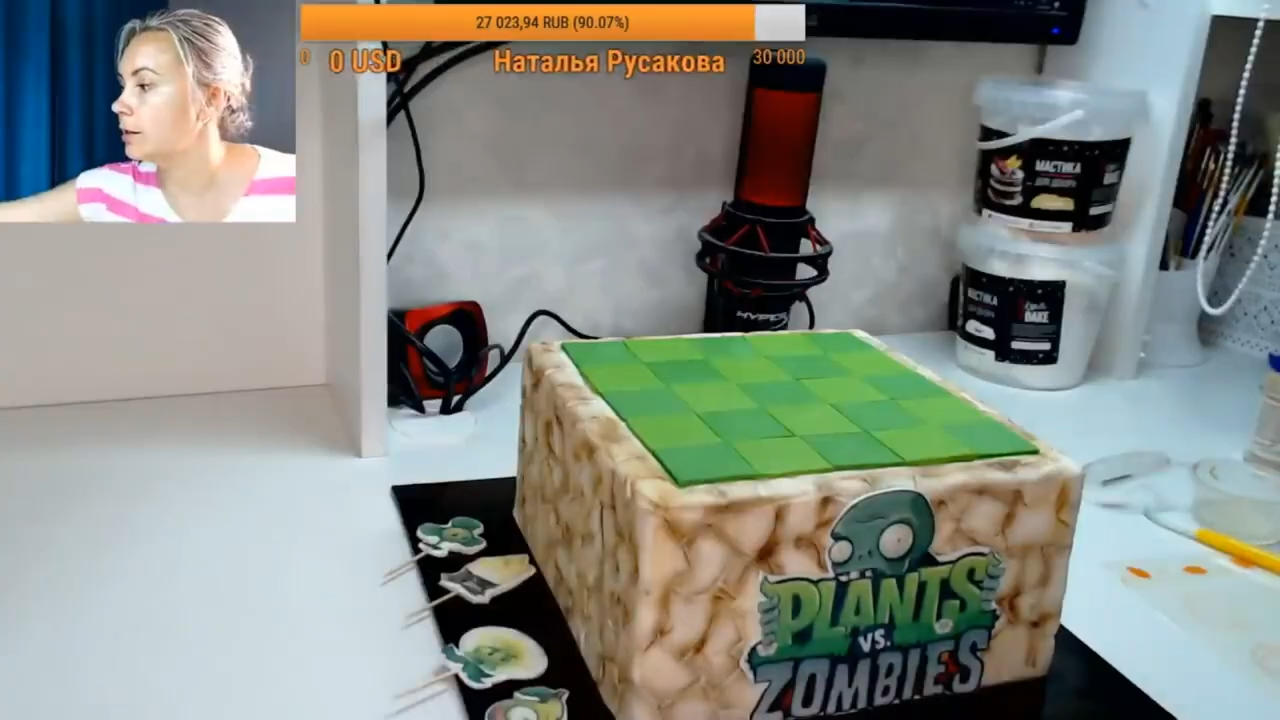 27 023,94 RUB (90.07%)
0
0 USD
Наталья Русакова
30 000
МАСТИКА
HYPER
МАСТИКА
BAKE
PLANTS
VS.
ZOMBIES